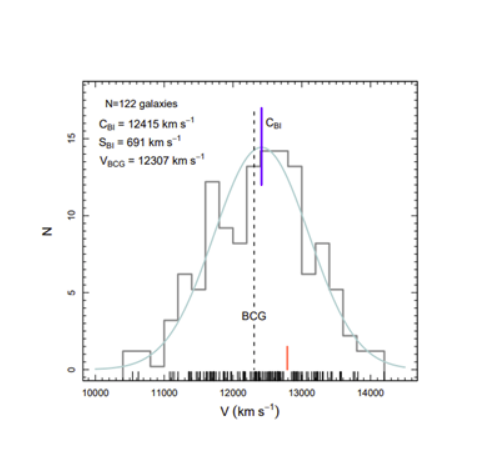 N=122 galaxies
C_BI = 12415 km s⁻¹
S_BI = 691 km s⁻¹
V_BCG = 12307 km s⁻¹
C_BI
BCG
N
0
5
10
15
10000 11000 12000 13000 14000
V (km s⁻¹)